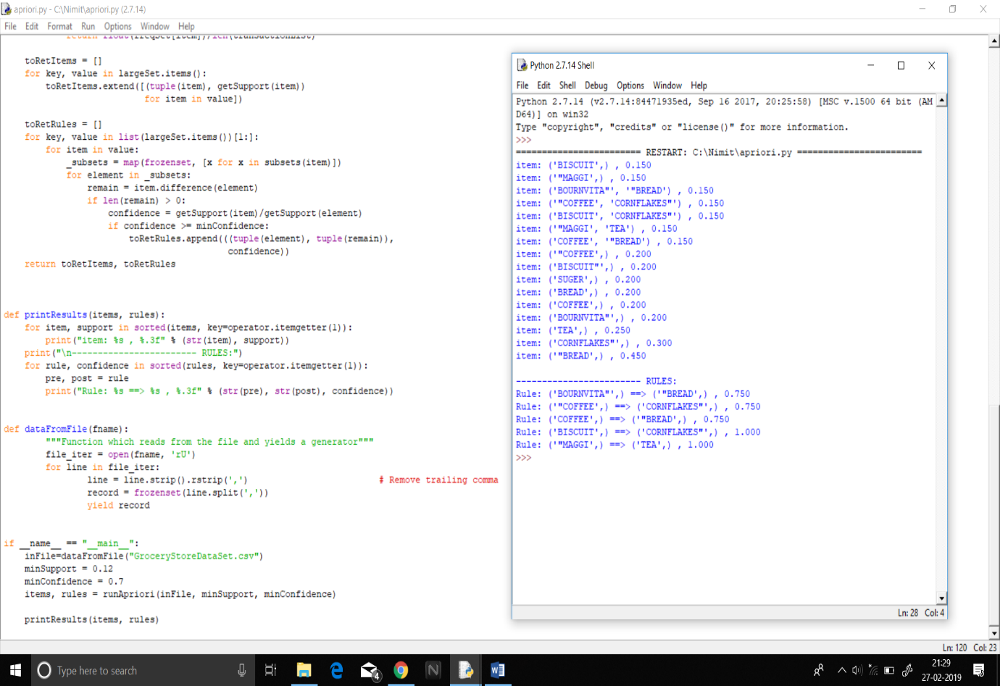 apriori.py - C:\Nimit\apriori.py (2.7.14)
File Edit Format Run Options Window Help
return float(freqSet[item])/len(transactionList)
toRetItems = []
for key, value in largeSet.items():
toRetItems.extend([(tuple(item), getSupport(item))
for item in value])
toRetRules = []
for key, value in list(largeSet.items())[1:]:
for item in value:
_subsets = map(frozenset, [x for x in subsets(item)])
for element in _subsets:
remain = item.difference(element)
if len(remain) > 0:
confidence = getSupport(item)/getSupport(element)
if confidence >= minConfidence:
toRetRules.append(((tuple(element), tuple(remain)),
confidence))
return toRetItems, toRetRules
def printResults(items, rules):
for item, support in sorted(items, key=operator.itemgetter(1)):
print("item: %s , %.3f" % (str(item), support))
print("\n------------------------ RULES:")
for rule, confidence in sorted(rules, key=operator.itemgetter(1)):
pre, post = rule
print("Rule: %s ==> %s , %.3f" % (str(pre), str(post), confidence))
def dataFromFile(fname):
"""Function which reads from the file and yields a generator"""
file_iter = open(fname, 'rU')
for line in file_iter:
line = line.strip().rstrip(',') # Remove trailing comma
record = frozenset(line.split(','))
yield record
if __name__ == "__main__":
inFile=dataFromFile("GroceryStoreDataSet.csv")
minSupport = 0.12
minConfidence = 0.7
items, rules = runApriori(inFile, minSupport, minConfidence)
printResults(items, rules)
Python 2.7.14 Shell
File Edit Shell Debug Options Window Help
Python 2.7.14 (v2.7.14:84471935ed, Sep 16 2017, 20:25:58) [MSC v.1500 64 bit (AM
D64)] on win32
Type "copyright", "credits" or "license()" for more information.
>>>
======================== RESTART: C:\Nimit\apriori.py ========================
item: ('BISCUIT',) , 0.150
item: ('"MAGGI',) , 0.150
item: ('BOURNVITA"', '"BREAD') , 0.150
item: ('"COFFEE', 'CORNFLAKES"') , 0.150
item: ('BISCUIT', 'CORNFLAKES"') , 0.150
item: ('"MAGGI', 'TEA') , 0.150
item: ('COFFEE', '"BREAD') , 0.150
item: ('"COFFEE',) , 0.200
item: ('BISCUIT"',) , 0.200
item: ('SUGER',) , 0.200
item: ('BREAD',) , 0.200
item: ('COFFEE',) , 0.200
item: ('BOURNVITA"',) , 0.200
item: ('TEA',) , 0.250
item: ('CORNFLAKES"',) , 0.300
item: ('"BREAD',) , 0.450
------------------------ RULES:
Rule: ('BOURNVITA"',) ==> ('"BREAD',) , 0.750
Rule: ('"COFFEE',) ==> ('CORNFLAKES"',) , 0.750
Rule: ('COFFEE',) ==> ('"BREAD',) , 0.750
Rule: ('BISCUIT',) ==> ('CORNFLAKES"',) , 1.000
Rule: ('"MAGGI',) ==> ('TEA',) , 1.000
>>>
Ln: 28 Col: 4
Ln: 120 Col: 23
Type here to search
4
N
21:29
27-02-2019